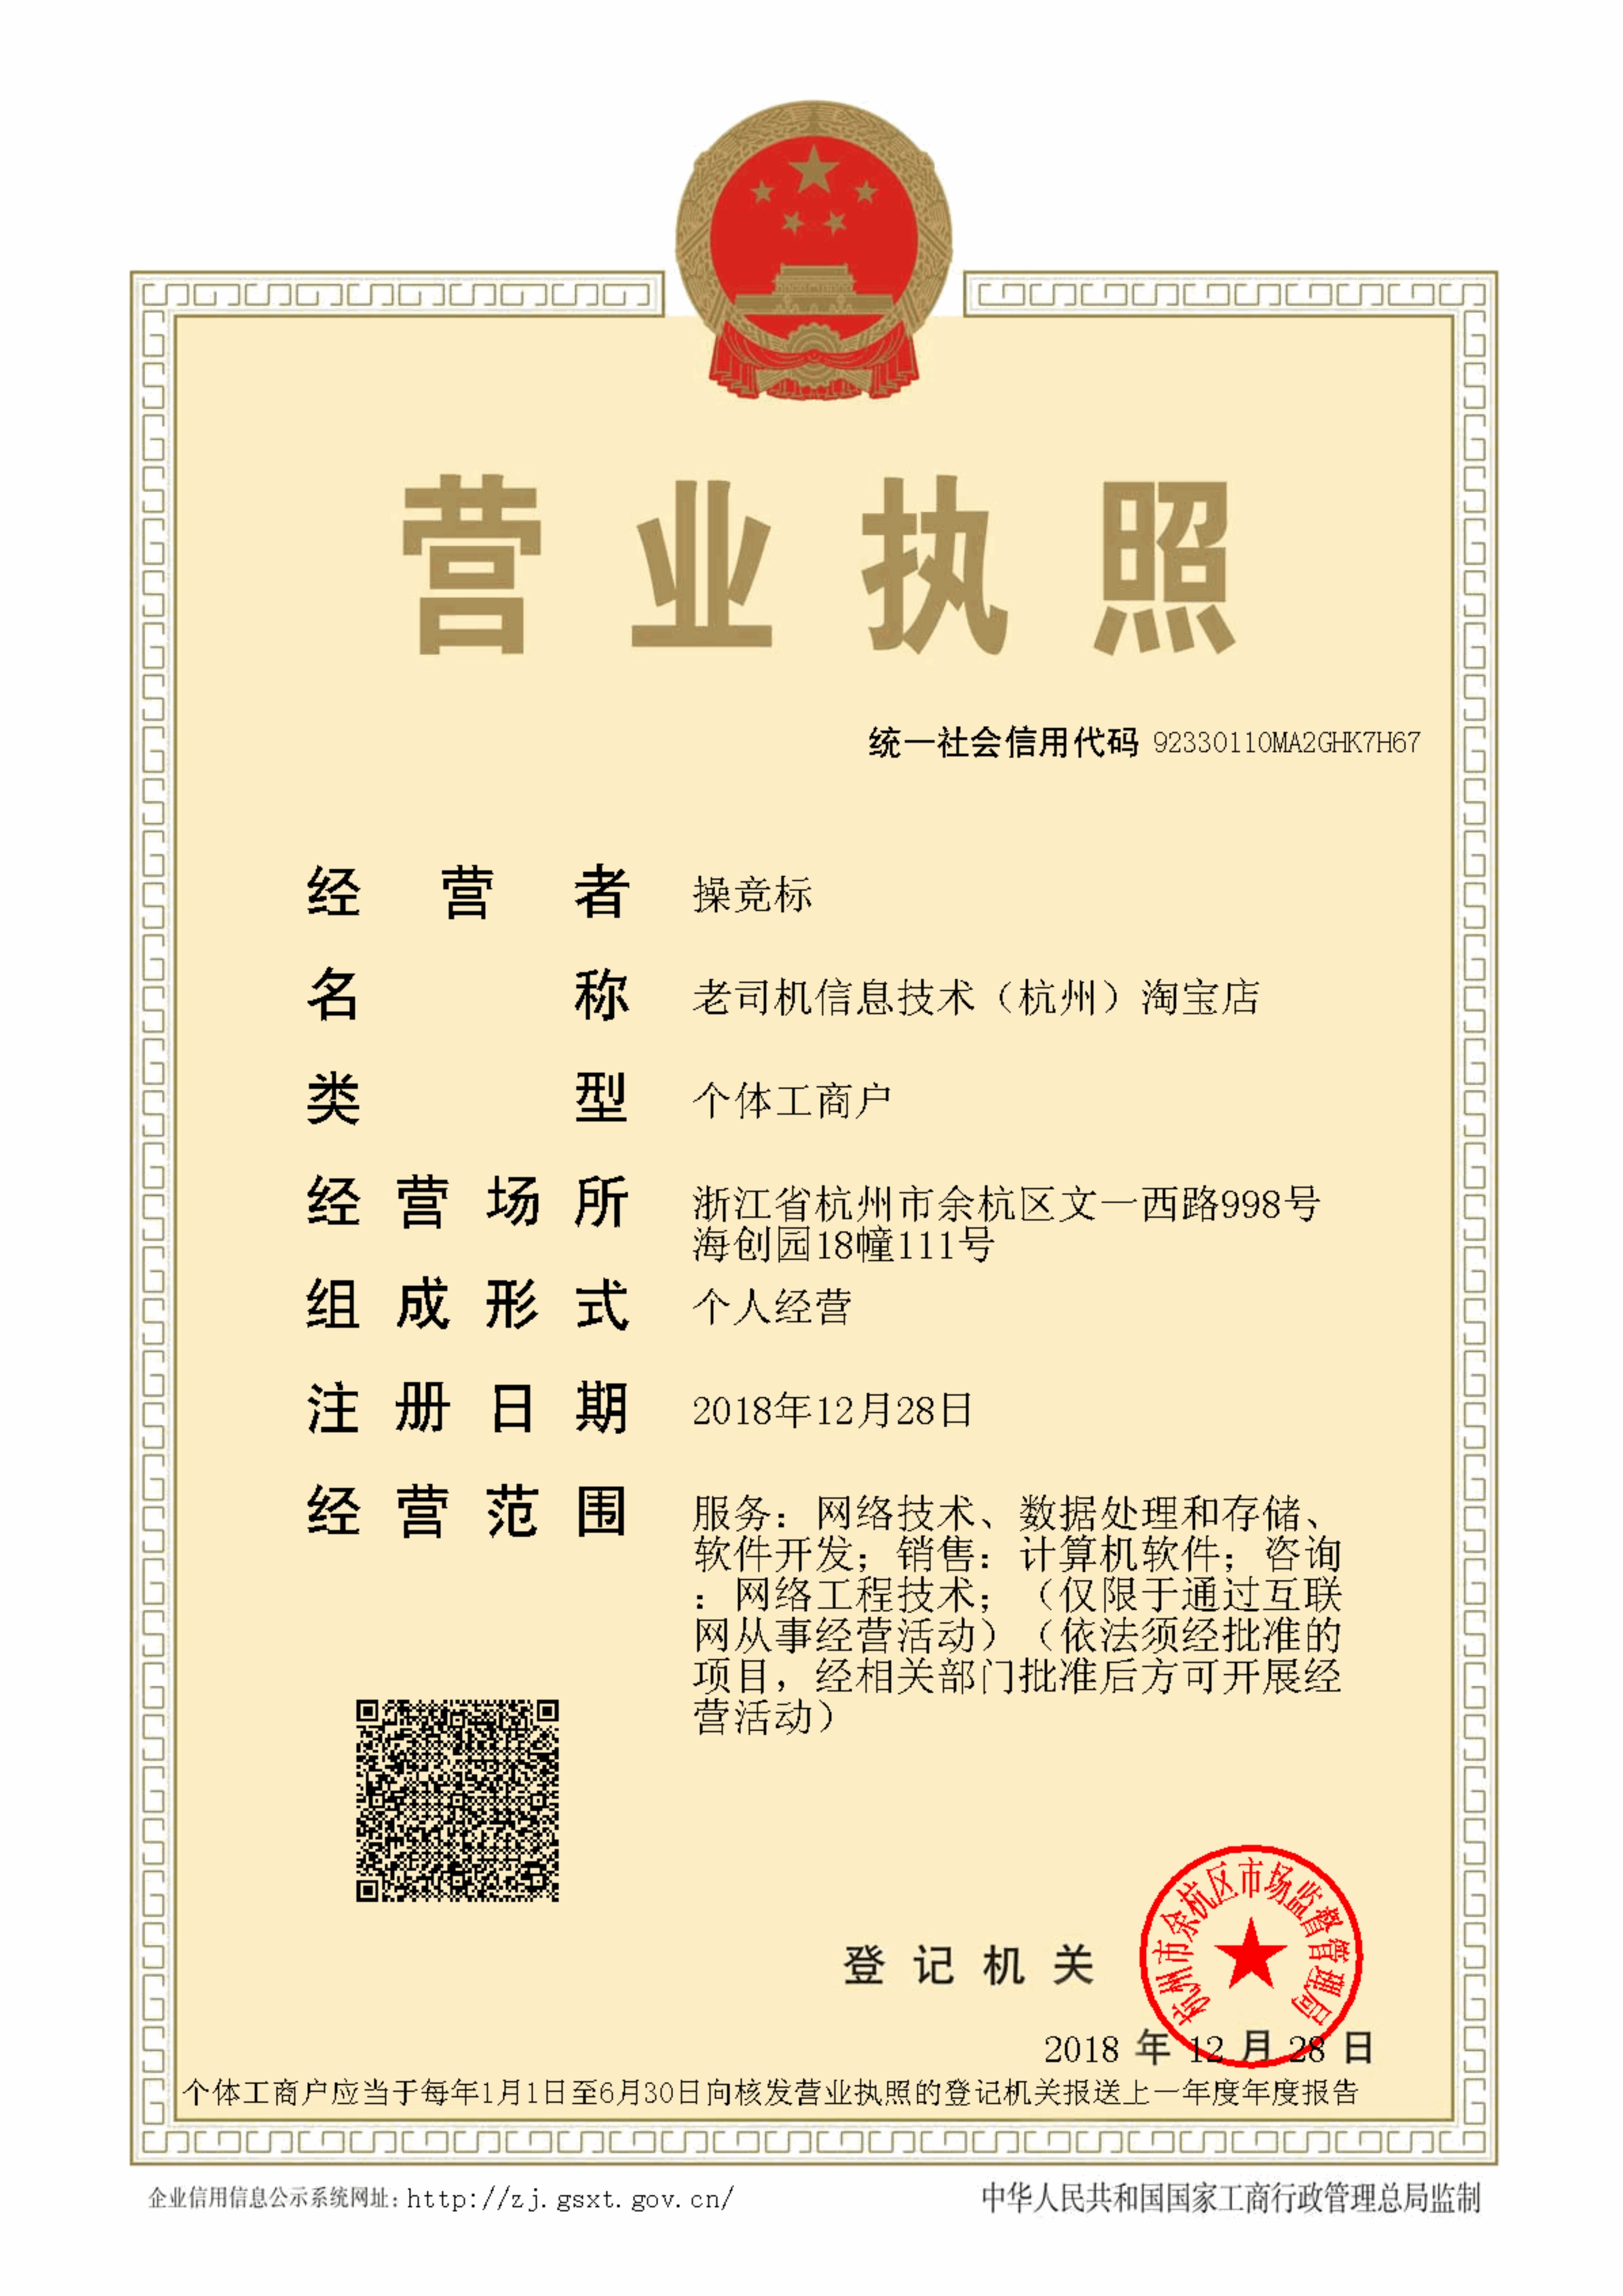 营业执照
统一社会信用代码 92330110MA2GHK7H67
经营者 操竞标
名称 老司机信息技术（杭州）淘宝店
类型 个体工商户
经营场所 浙江省杭州市余杭区文一西路998号
海创园18幢111号
组成形式 个人经营
注册日期 2018年12月28日
经营范围 服务：网络技术、数据处理和存储、
软件开发；销售：计算机软件；咨询
：网络工程技术；（仅限于通过互联
网从事经营活动）（依法须经批准的
项目，经相关部门批准后方可开展经
营活动）
登记机关
杭州市余杭区市场监督管理局
2018 年 12 月 28 日
个体工商户应当于每年1月1日至6月30日向核发营业执照的登记机关报送上一年度年度报告
企业信用信息公示系统网址：http://zj.gsxt.gov.cn/
中华人民共和国国家工商行政管理总局监制